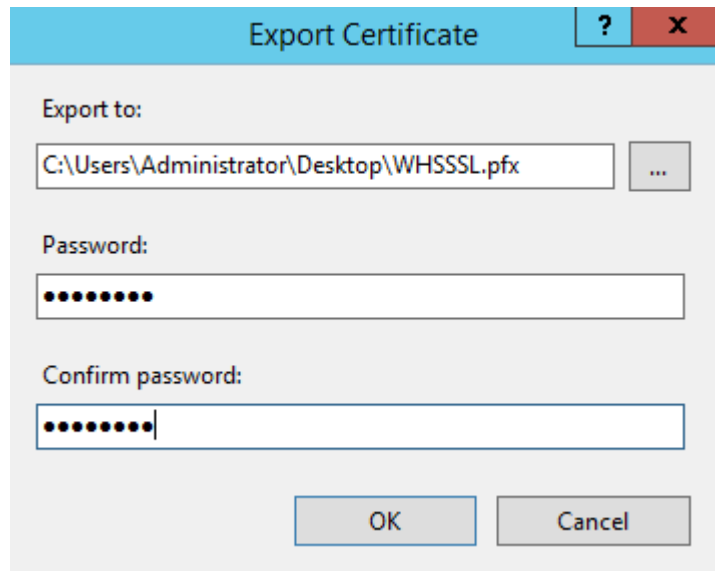 Export Certificate
?
x
Export to:
C:\Users\Administrator\Desktop\WHSSSL.pfx
...
Password:
••••••••
Confirm password:
••••••••
OK
Cancel